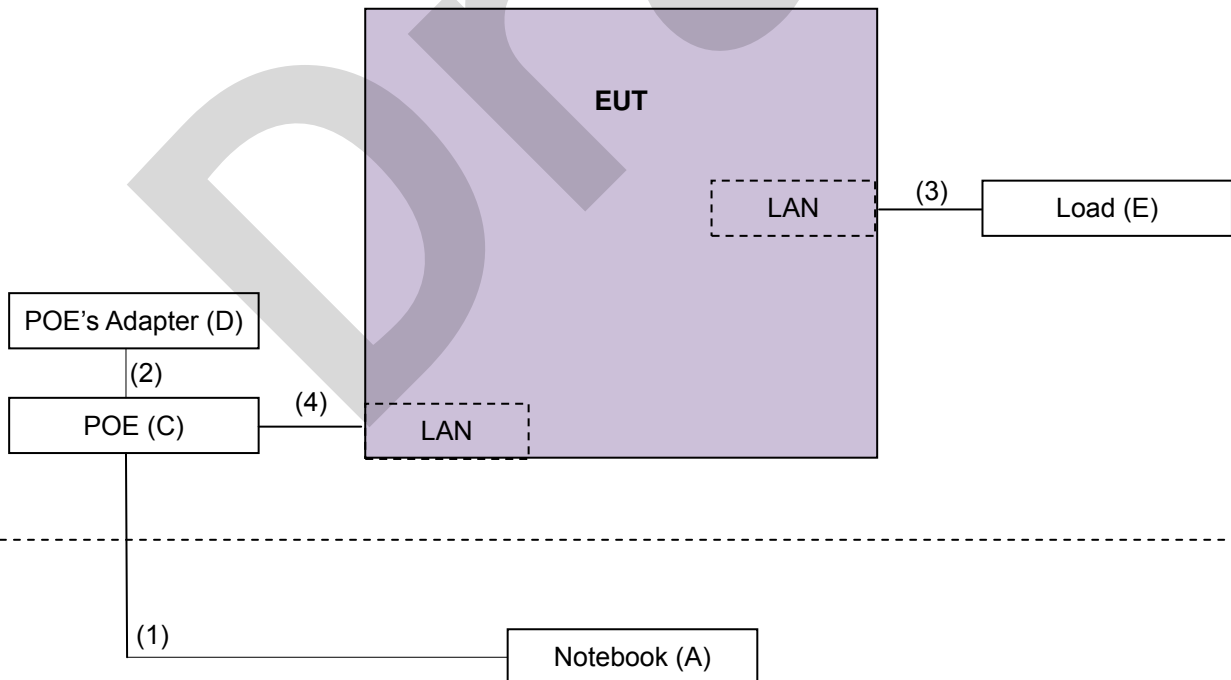 EUT
LAN
(3)
Load (E)
POE’s Adapter (D)
(2)
POE (C)
(4)
LAN
(1)
Notebook (A)